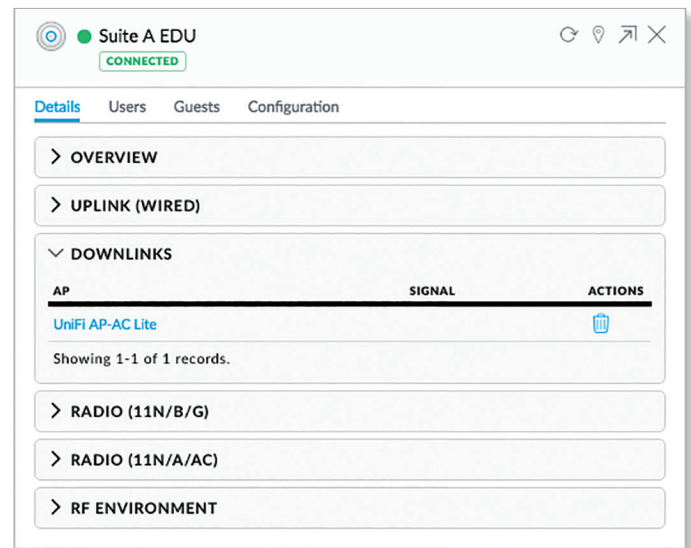 Suite A EDU
CONNECTED
Details Users Guests Configuration
OVERVIEW
UPLINK (WIRED)
DOWNLINKS
AP SIGNAL ACTIONS
UniFi AP-AC Lite
Showing 1-1 of 1 records.
RADIO (11N/B/G)
RADIO (11N/A/AC)
RF ENVIRONMENT